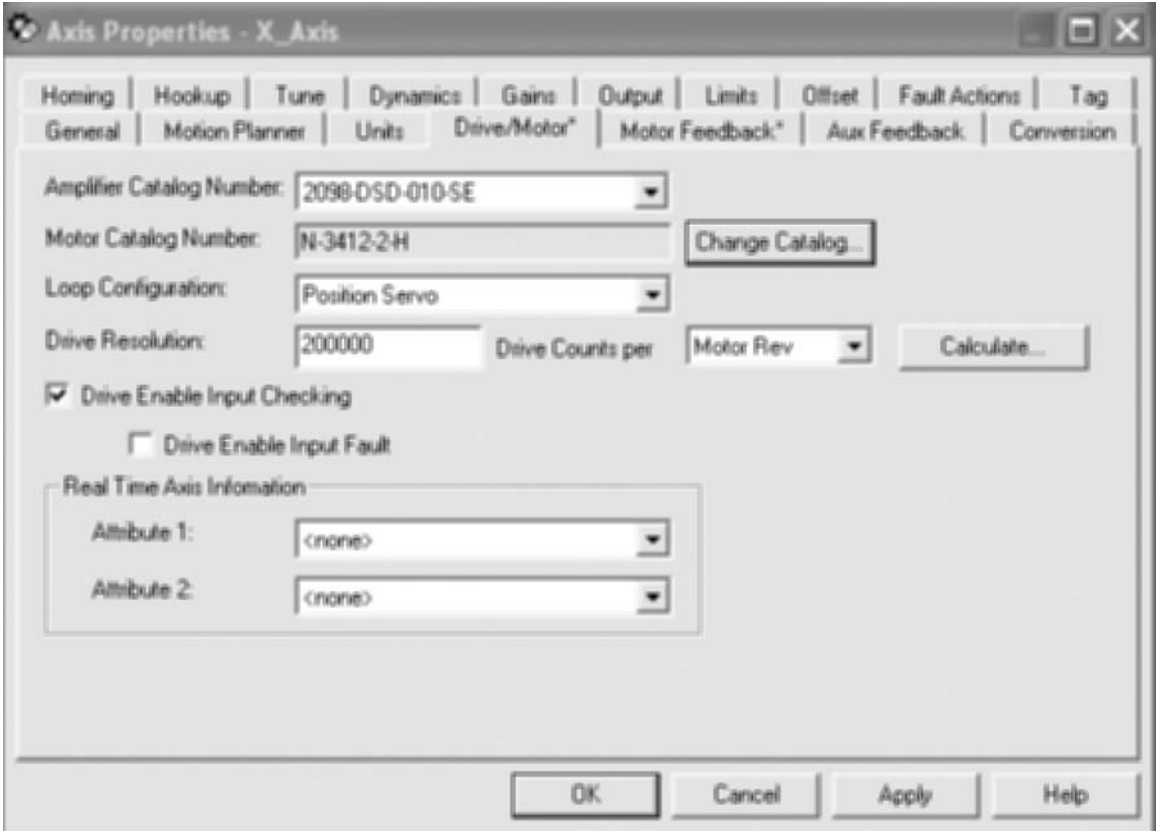 Axis Properties - X_Axis
Homing Hookup Tune Dynamics Gains Output Limits Offset Fault Actions Tag
General Motion Planner Units Drive/Motor* Motor Feedback* Aux Feedback Conversion
Amplifier Catalog Number: 2098-DSD-010-SE
Motor Catalog Number: N-3412-2-H Change Catalog...
Loop Configuration: Position Servo
Drive Resolution: 200000 Drive Counts per Motor Rev Calculate...
Drive Enable Input Checking
Drive Enable Input Fault
Real Time Axis Infomation
Attribute 1: <none>
Attribute 2: <none>
OK Cancel Apply Help